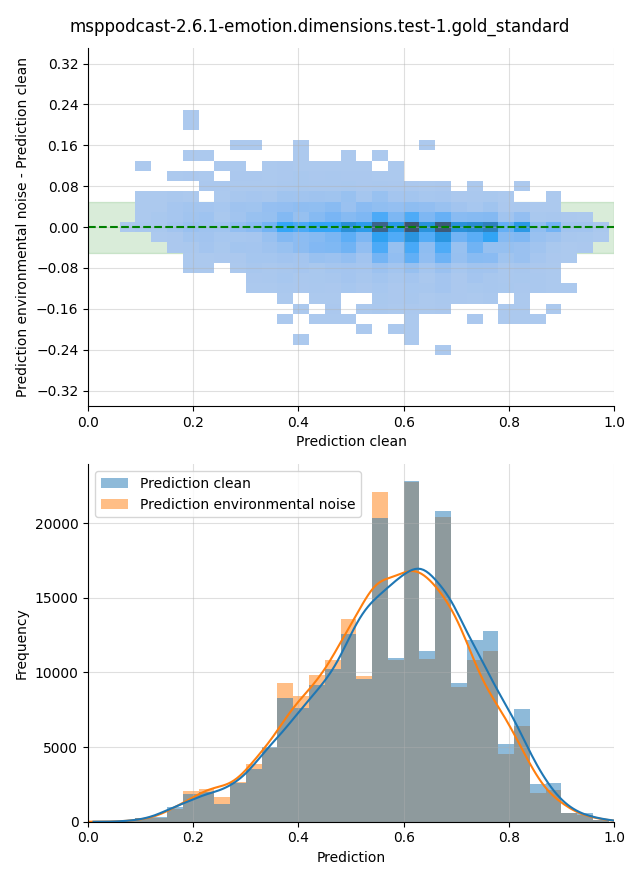 msppodcast-2.6.1-emotion.dimensions.test-1.gold_standard
Prediction environmental noise - Prediction clean
0.32
0.24
0.16
0.08
0.00
−0.08
−0.16
−0.24
−0.32
0.0 0.2 0.4 0.6 0.8 1.0
Prediction clean
Prediction clean
Prediction environmental noise
Frequency
20000
15000
10000
5000
0
0.0 0.2 0.4 0.6 0.8 1.0
Prediction